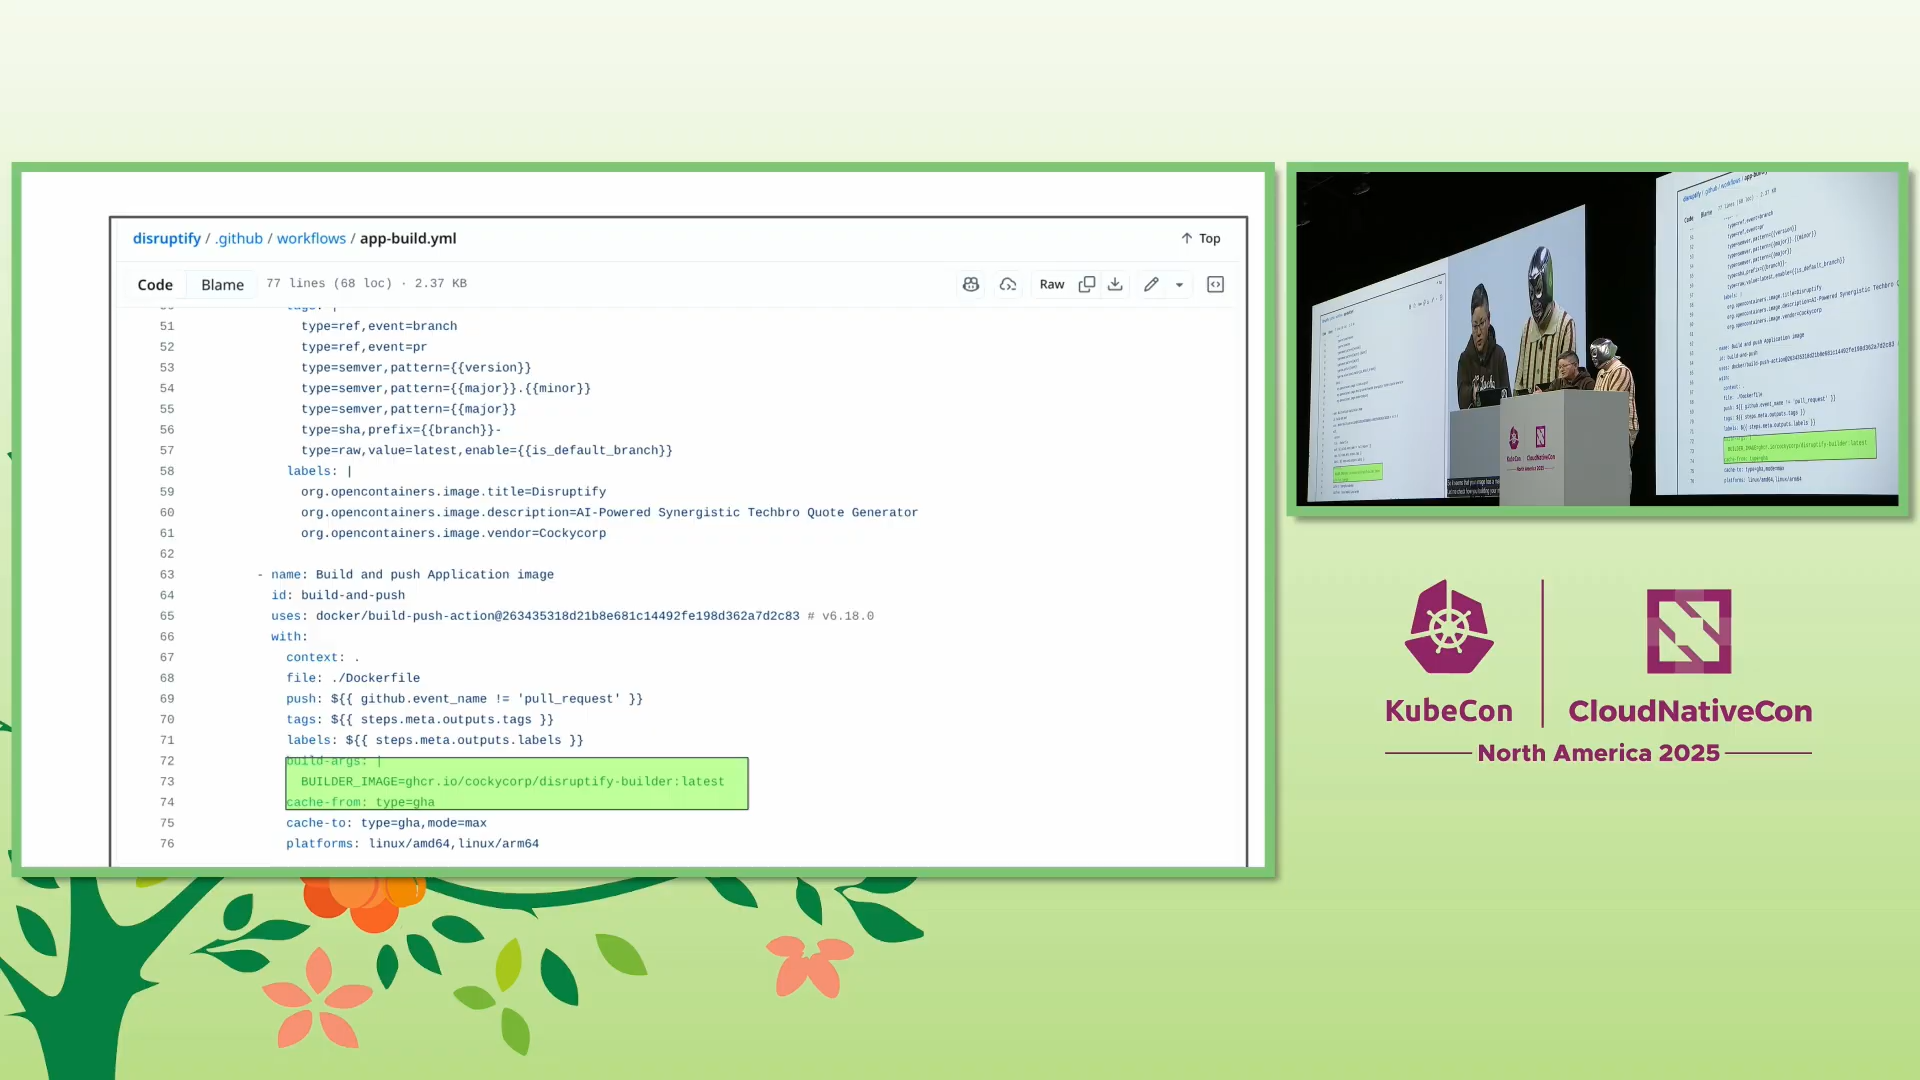 disruptify / .github / workflows / app-build.yml
Top
Code Blame 77 lines (68 loc) · 2.37 KB
Raw
51 type=ref,event=branch
52 type=ref,event=pr
53 type=semver,pattern={{version}}
54 type=semver,pattern={{major}}.{{minor}}
55 type=semver,pattern={{major}}
56 type=sha,prefix={{branch}}-
57 type=raw,value=latest,enable={{is_default_branch}}
58 labels: |
59 org.opencontainers.image.title=Disruptify
60 org.opencontainers.image.description=AI-Powered Synergistic Techbro Quote Generator
61 org.opencontainers.image.vendor=Cockycorp
62
63 - name: Build and push Application image
64 id: build-and-push
65 uses: docker/build-push-action@263435318d21b8e681c14492fe198d362a7d2c83 # v6.18.0
66 with:
67 context: .
68 file: ./Dockerfile
69 push: ${{ github.event_name != 'pull_request' }}
70 tags: ${{ steps.meta.outputs.tags }}
71 labels: ${{ steps.meta.outputs.labels }}
72 build-args: |
73 BUILDER_IMAGE=ghcr.io/cockycorp/disruptify-builder:latest
74 cache-from: type=gha
75 cache-to: type=gha,mode=max
76 platforms: linux/amd64,linux/arm64
KubeCon
CloudNativeCon
North America 2025